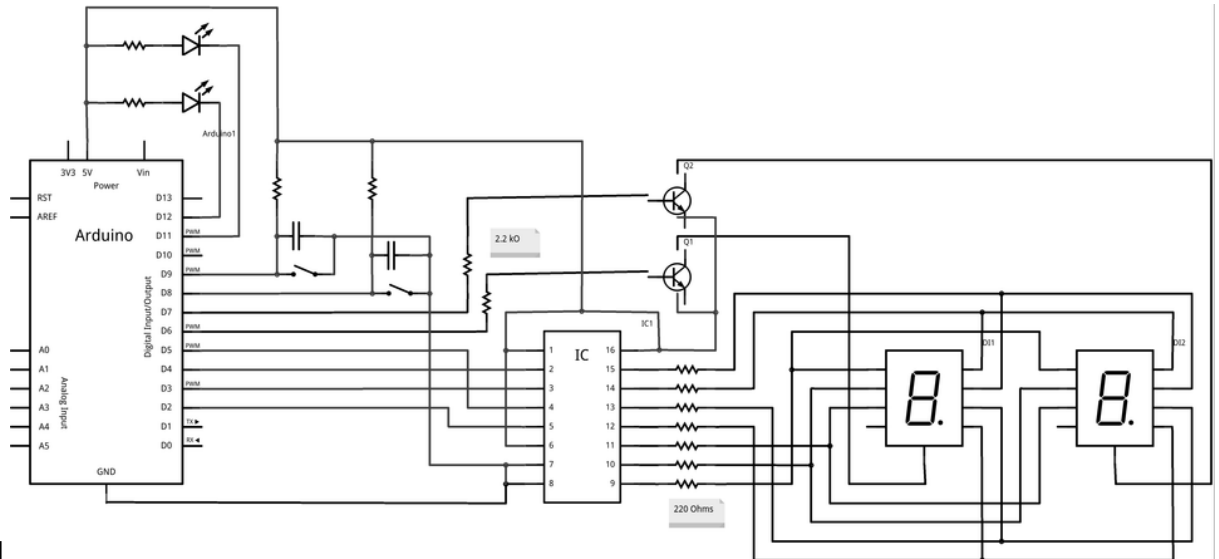 Arduino1
3V3 5V Vin
Power
RST
AREF
Arduino
Digital Input/Output
D13
D12
D11 PWM
D10 PWM
D9 PWM
D8
D7
D6 PWM
D5 PWM
D4
D3 PWM
D2
D1 TX ▶
D0 RX ◀
A0
A1
A2
A3
A4
A5
Analog Input
GND
2.2 kO
Q2
Q1
IC1
IC
1 16
2 15
3 14
4 13
5 12
6 11
7 10
8 9
220 Ohms
DI1
8.
DI2
8.